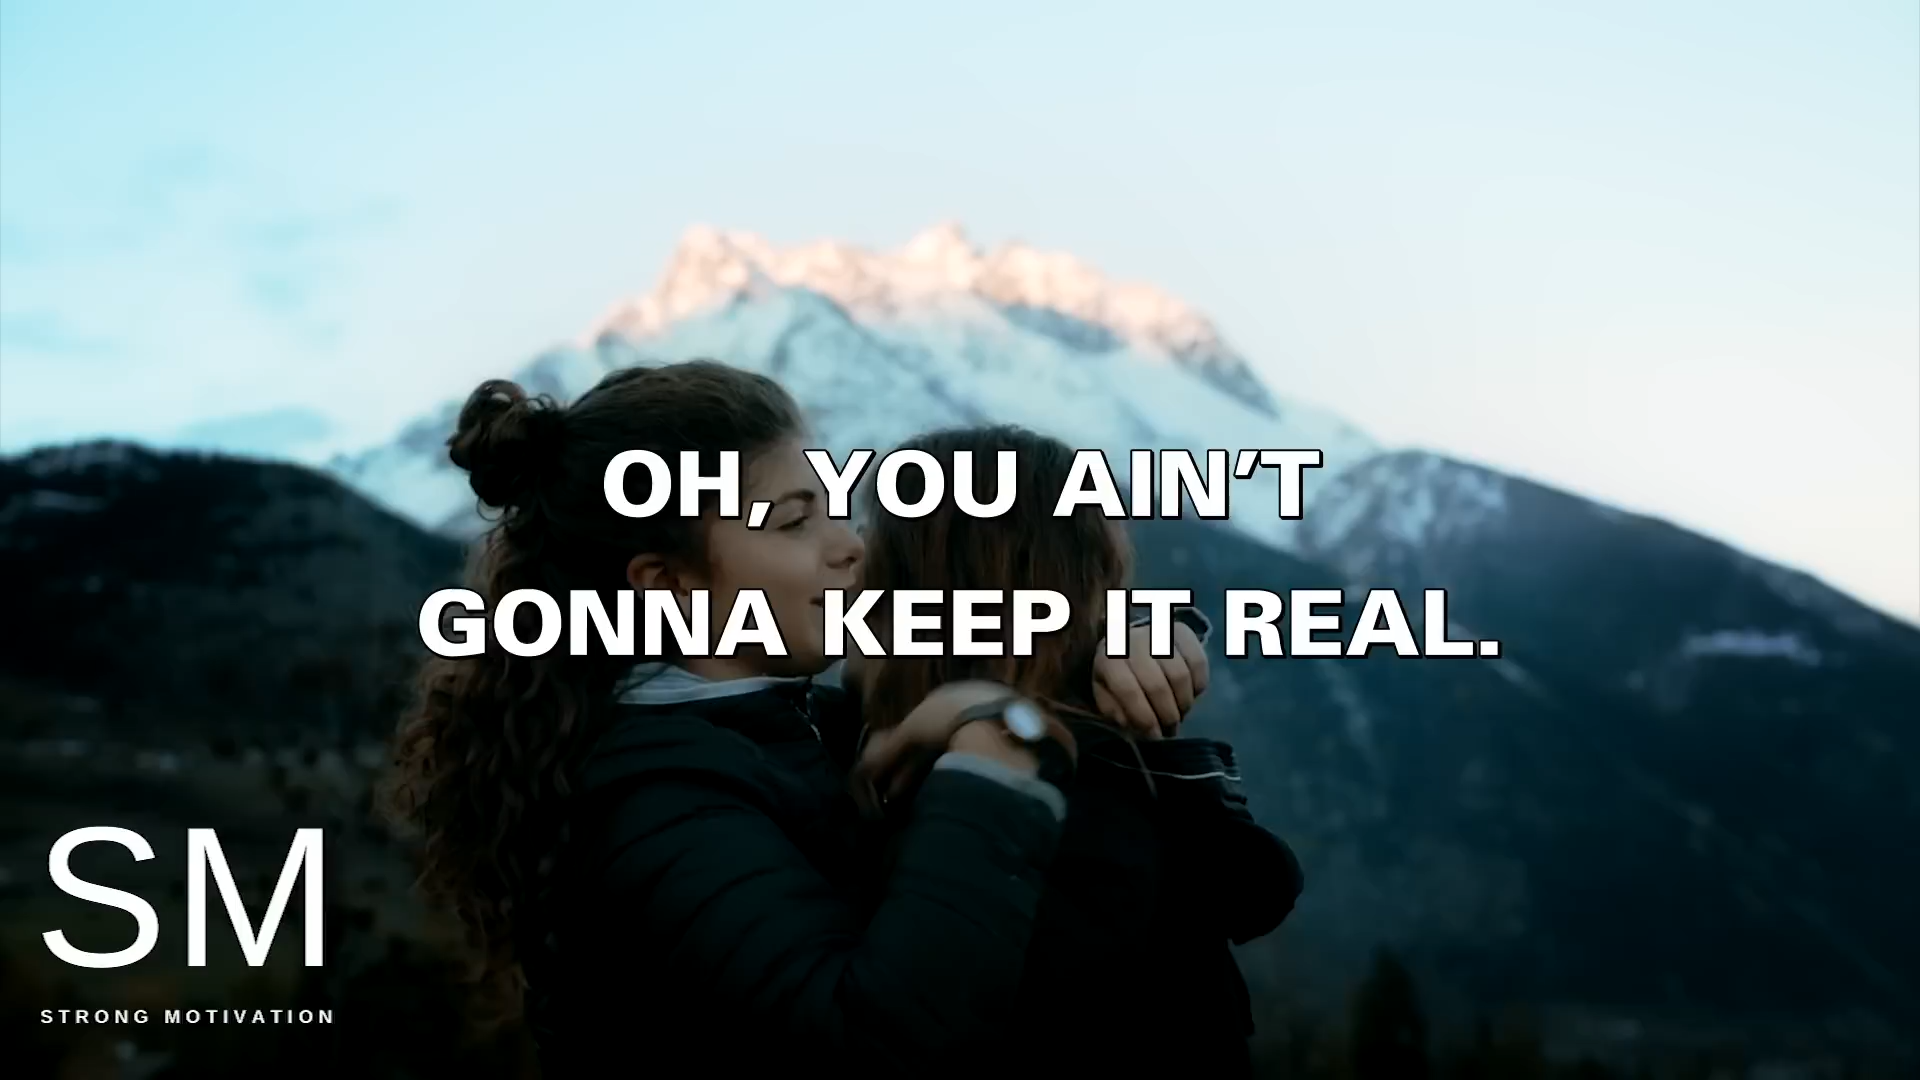 OH, YOU AIN’T
GONNA KEEP IT REAL.
SM
STRONG MOTIVATION